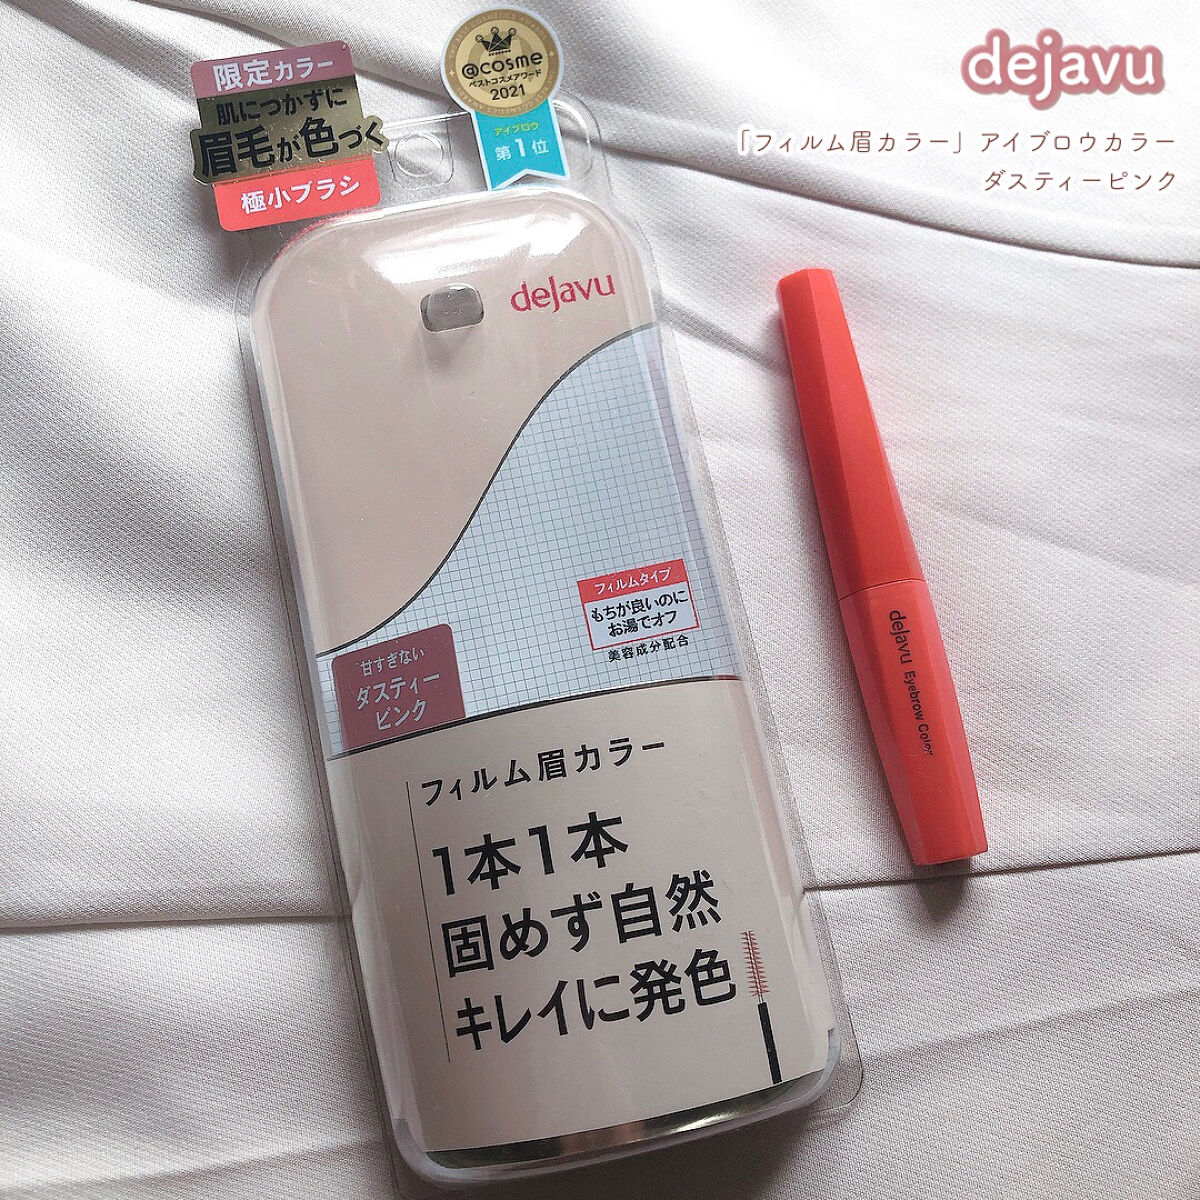 dejavu
「フィルム眉カラー」アイブロウカラー
ダスティーピンク
限定カラー
肌につかずに
眉毛が色づく
極小ブラシ
@cosme
ベストコスメアワード
2021
アイブロウ
第1位
dejavu
フィルムタイプ
もちが良いのに
お湯でオフ
美容成分配合
甘すぎない
ダスティー
ピンク
フィルム眉カラー
1本1本
固めず自然
キレイに発色
dejavu Eyebrow Color